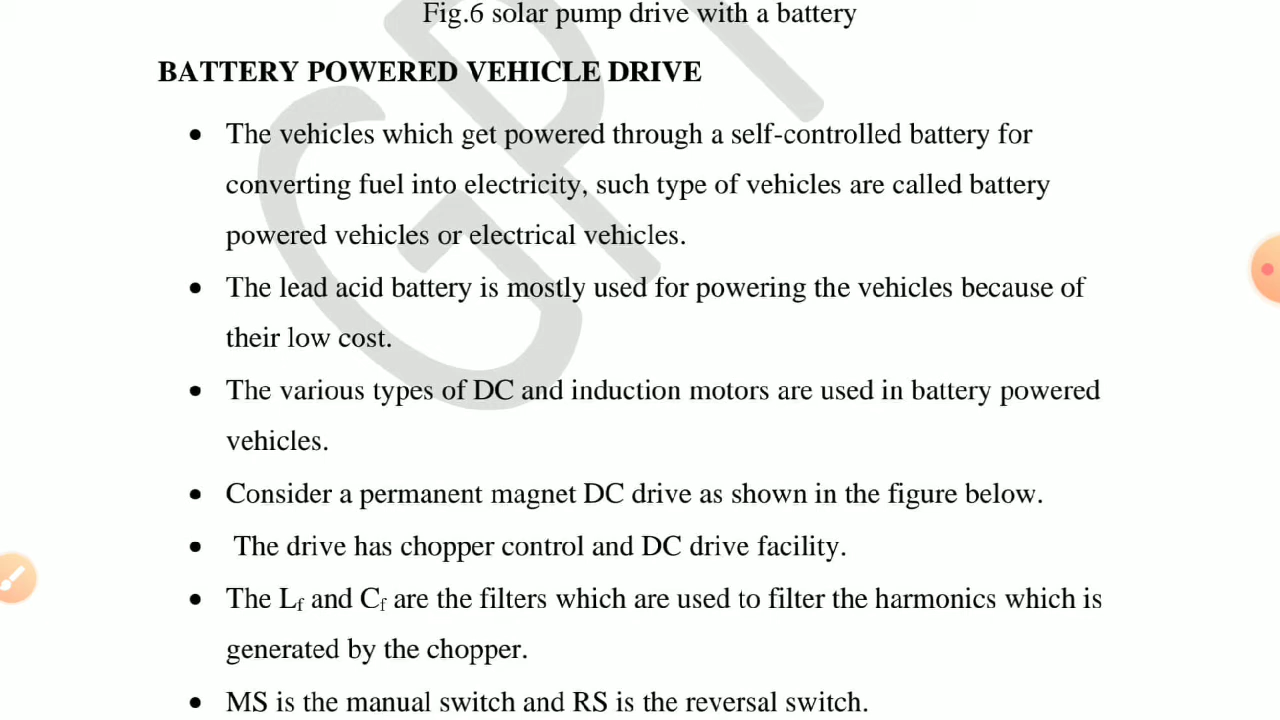 Fig.6 solar pump drive with a battery
BATTERY POWERED VEHICLE DRIVE
• The vehicles which get powered through a self-controlled battery for
converting fuel into electricity, such type of vehicles are called battery
powered vehicles or electrical vehicles.
• The lead acid battery is mostly used for powering the vehicles because of
their low cost.
• The various types of DC and induction motors are used in battery powered
vehicles.
• Consider a permanent magnet DC drive as shown in the figure below.
• The drive has chopper control and DC drive facility.
• The Lf and Cf are the filters which are used to filter the harmonics which is
generated by the chopper.
• MS is the manual switch and RS is the reversal switch.
GPT